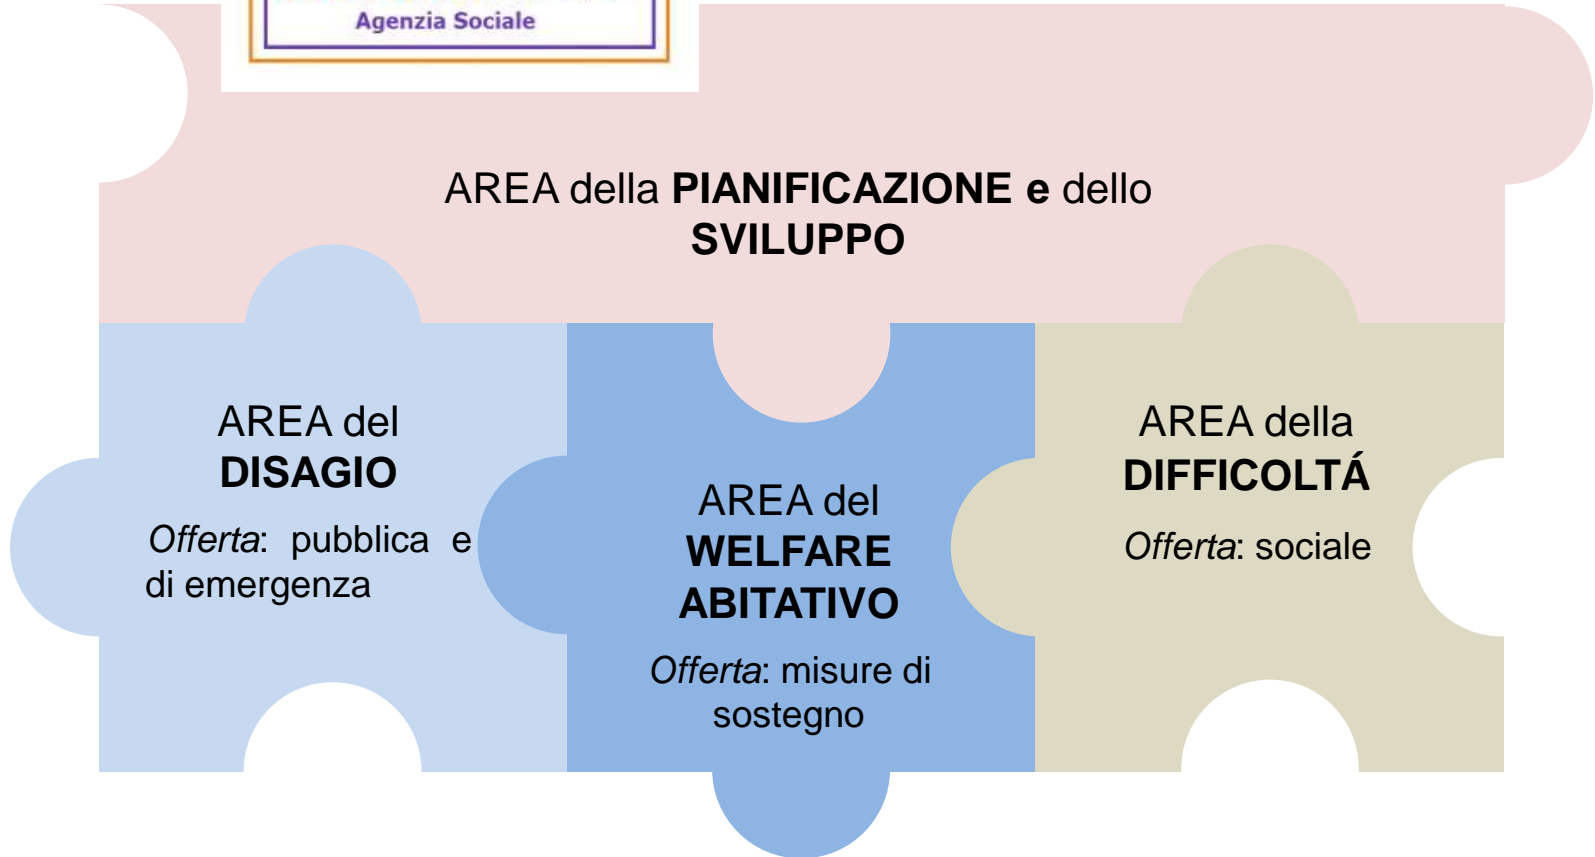 Agenzia Sociale
AREA della PIANIFICAZIONE e dello
SVILUPPO
AREA del
DISAGIO
Offerta: pubblica e
di emergenza
AREA del
WELFARE
ABITATIVO
Offerta: misure di
sostegno
AREA della
DIFFICOLTÁ
Offerta: sociale